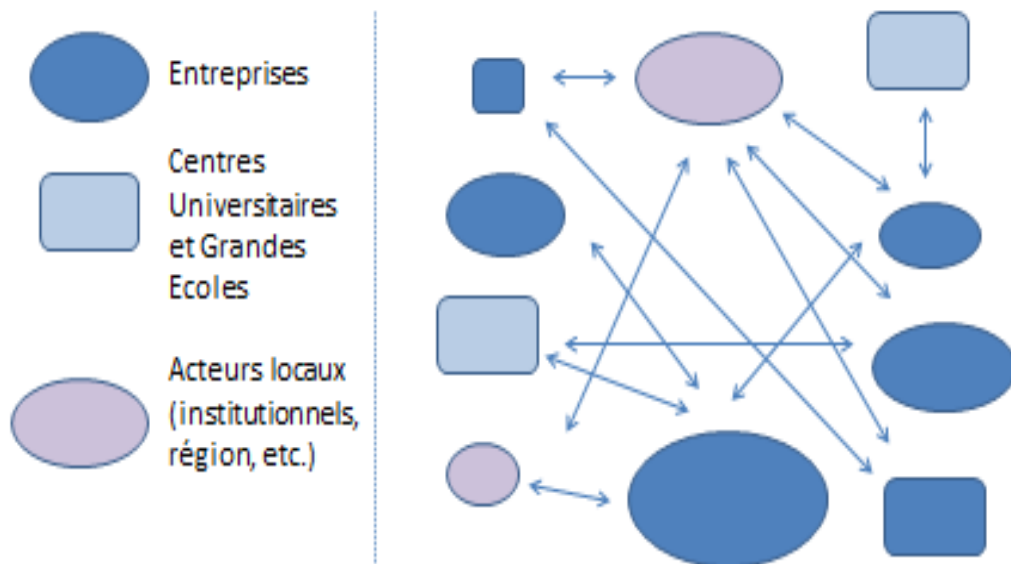 Entreprises
Centres
Universitaires
et Grandes
Ecoles
Acteurs locaux
(institutionnels,
région, etc.)